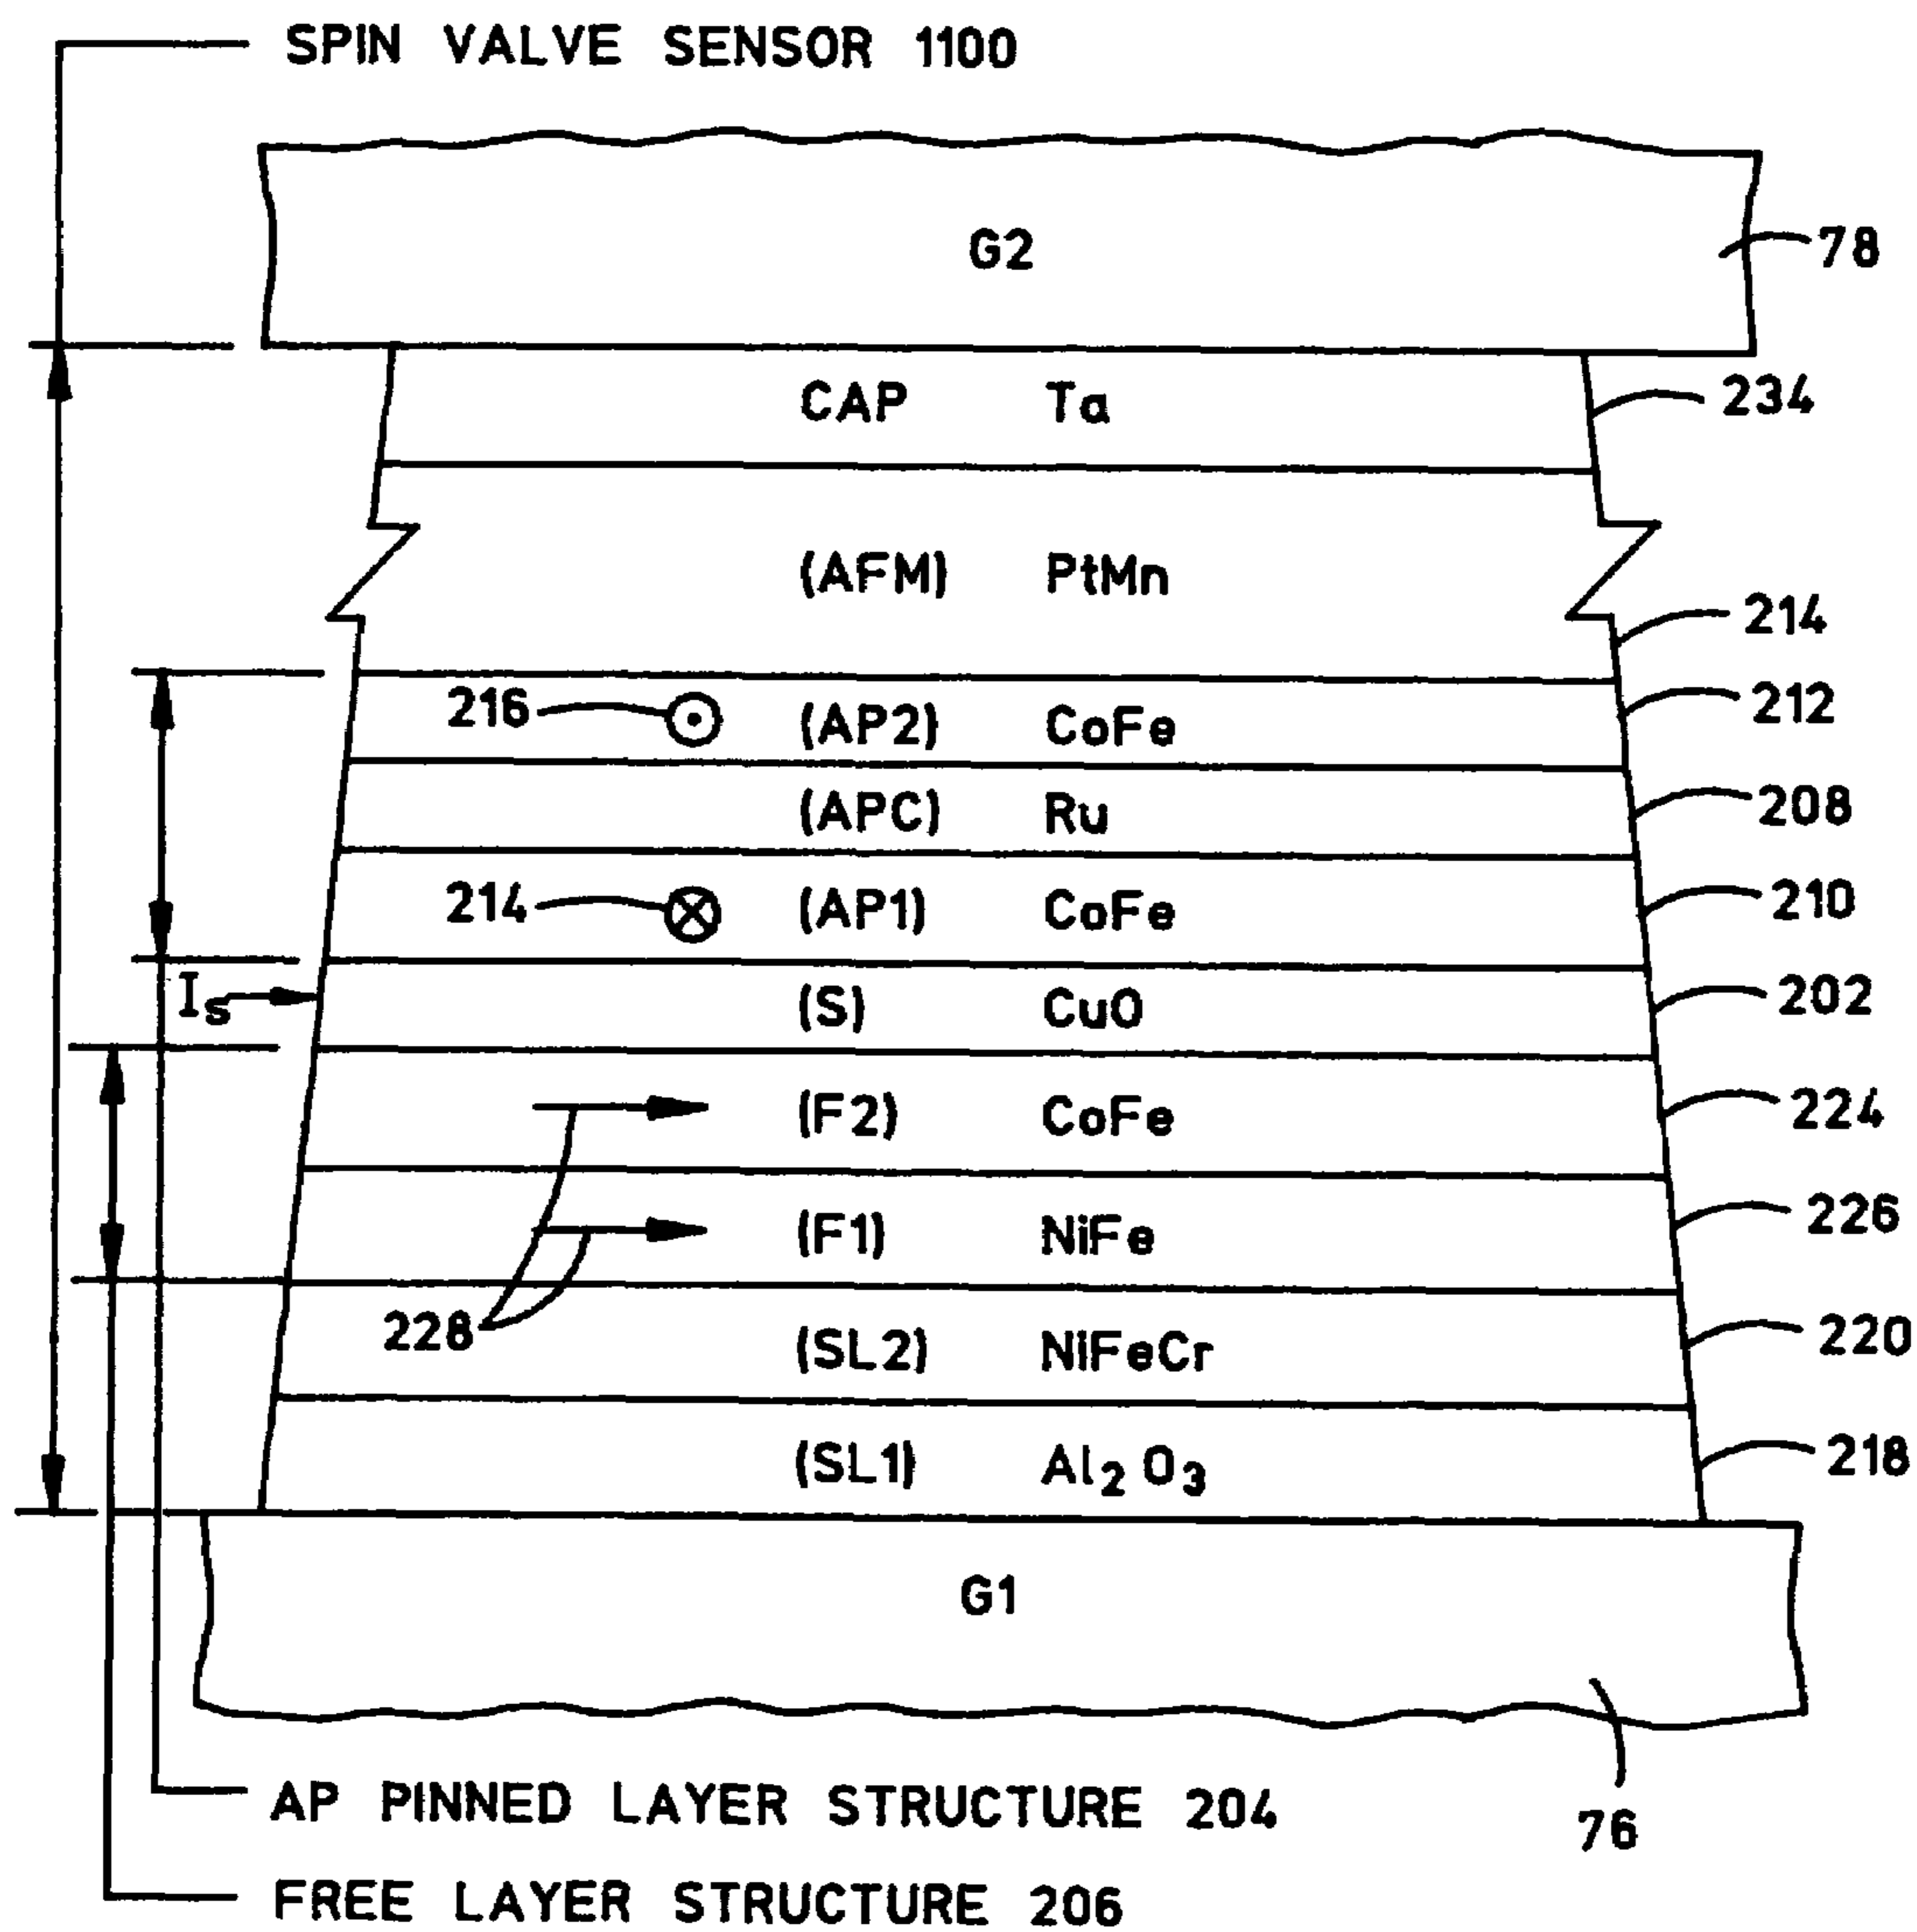 SPIN VALVE SENSOR 1100
G2 78
CAP Ta 234
(AFM) PtMn
214
216 (AP2) CoFe 212
(APC) Ru 208
214 (AP1) CoFe 210
Is (S) CuO 202
(F2) CoFe 224
(F1) NiFe 226
228 (SL2) NiFeCr 220
(SL1) Al₂O₃ 218
G1
AP PINNED LAYER STRUCTURE 204
76
FREE LAYER STRUCTURE 206